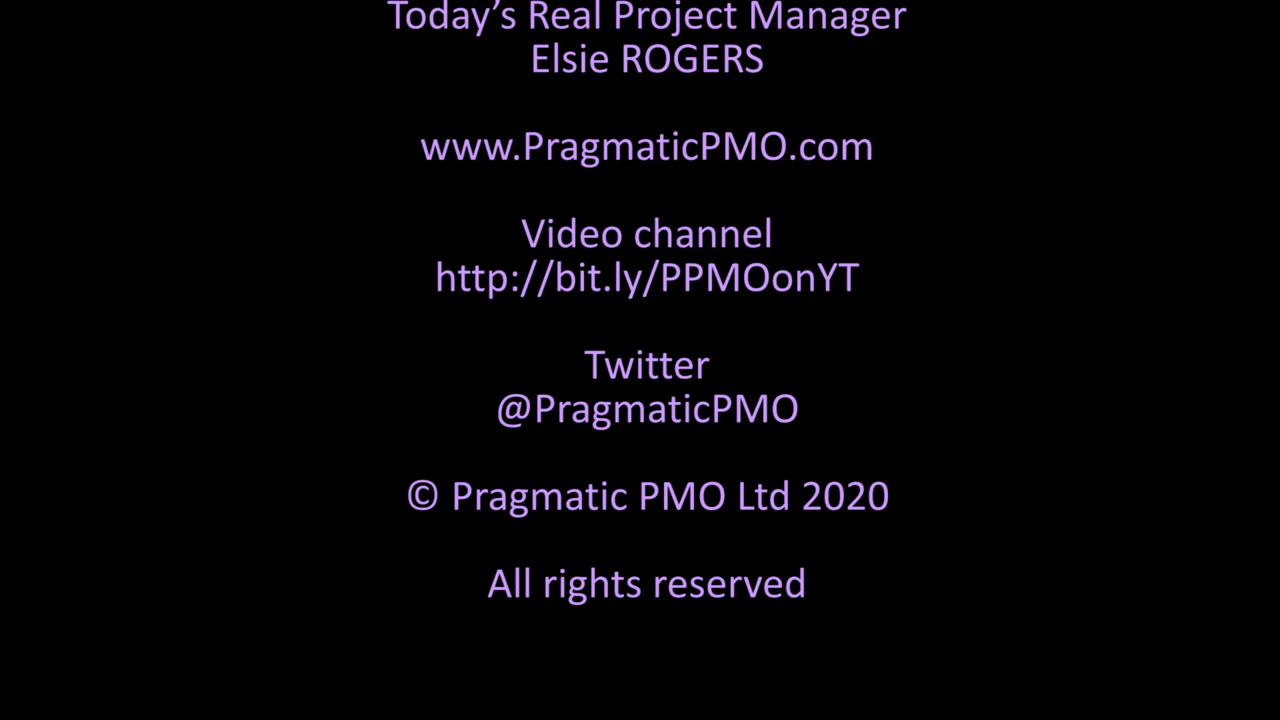 Today’s Real Project Manager
Elsie ROGERS
www.PragmaticPMO.com
Video channel
http://bit.ly/PPMOonYT
Twitter
@PragmaticPMO
© Pragmatic PMO Ltd 2020
All rights reserved